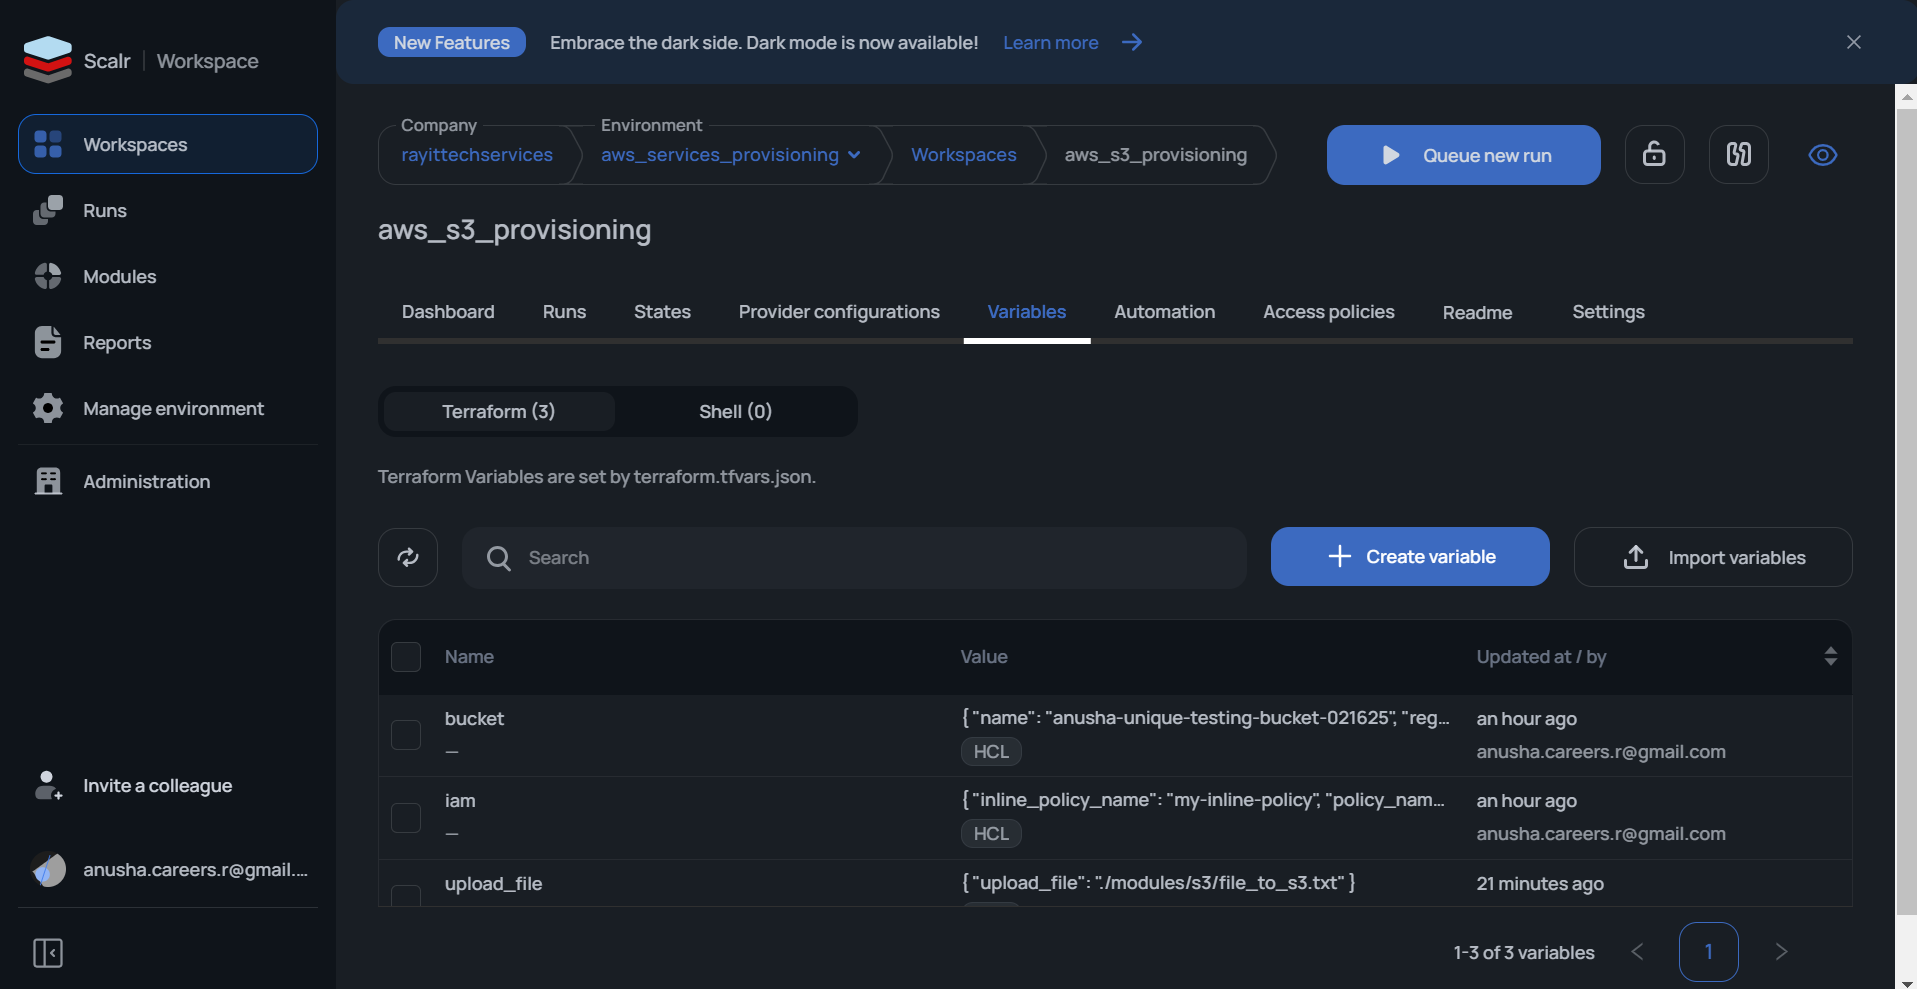 New Features Embrace the dark side. Dark mode is now available! Learn more
Scalr Workspace
Workspaces
Runs
Modules
Reports
Manage environment
Administration
Invite a colleague
anusha.careers.r@gmail....
Company Environment
rayittechservices aws_services_provisioning Workspaces aws_s3_provisioning
Queue new run
aws_s3_provisioning
Dashboard Runs States Provider configurations Variables Automation Access policies Readme Settings
Terraform (3) Shell (0)
Terraform Variables are set by terraform.tfvars.json.
Search
Create variable
Import variables
Name Value Updated at / by
bucket { "name": "anusha-unique-testing-bucket-021625", "reg... an hour ago
— HCL anusha.careers.r@gmail.com
iam { "inline_policy_name": "my-inline-policy", "policy_nam... an hour ago
— HCL anusha.careers.r@gmail.com
upload_file { "upload_file": "./modules/s3/file_to_s3.txt" } 21 minutes ago
1-3 of 3 variables 1